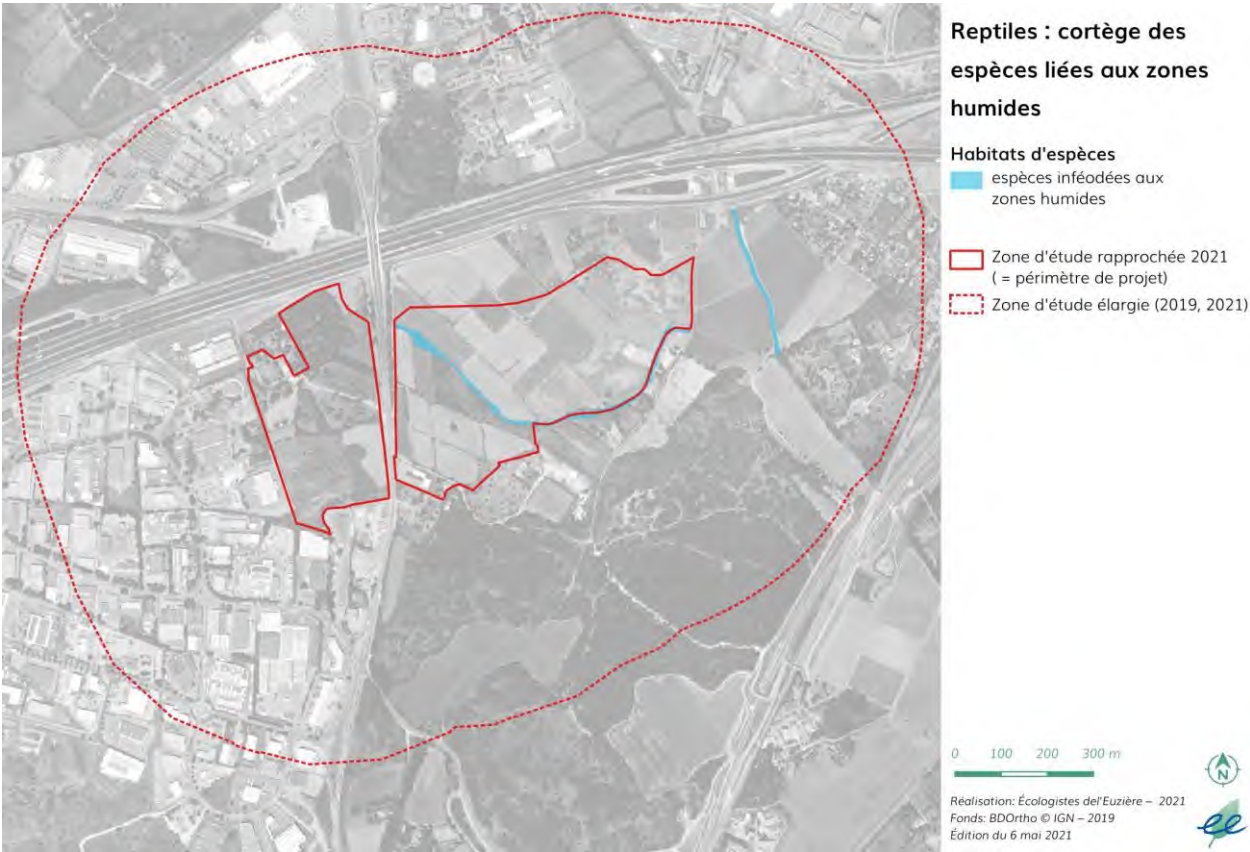 Reptiles : cortège des
espèces liées aux zones
humides
Habitats d'espèces
espèces inféodées aux
zones humides
Zone d'étude rapprochée 2021
( = périmètre de projet)
Zone d'étude élargie (2019, 2021)
0 100 200 300 m
N
Réalisation: Écologistes del'Euzière – 2021
Fonds: BDOrtho © IGN – 2019
Édition du 6 mai 2021
ee